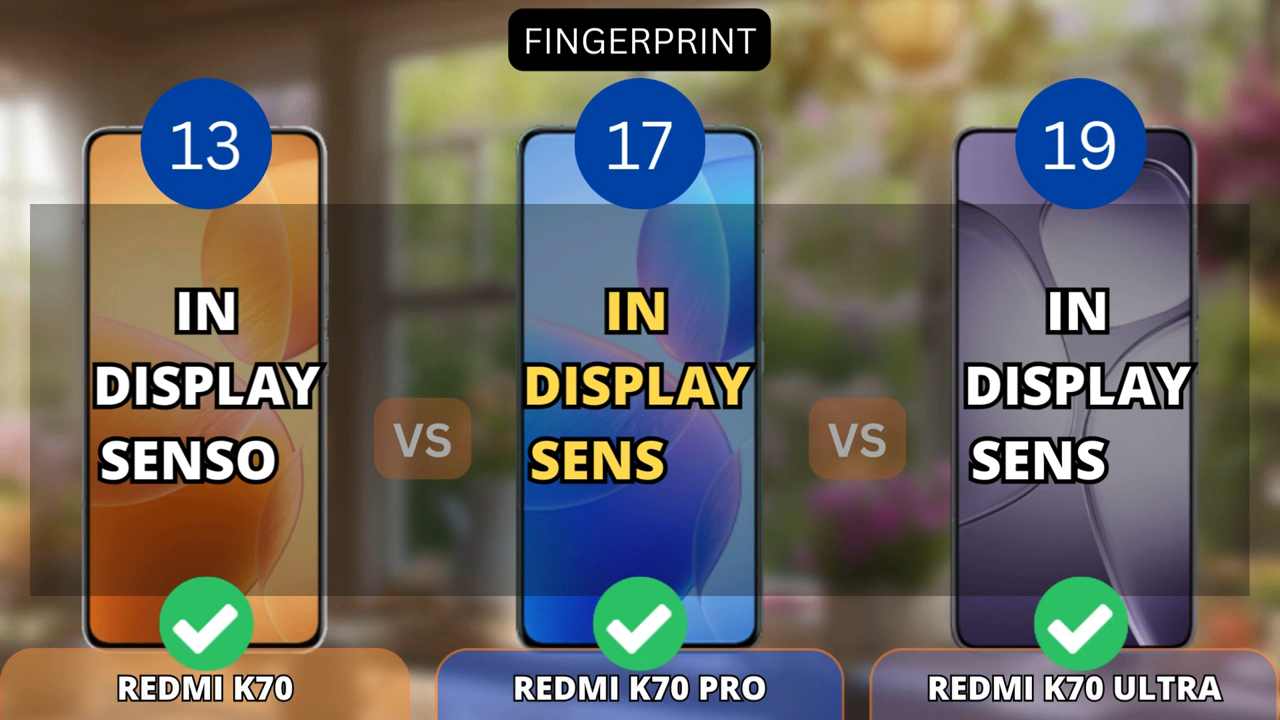 FINGERPRINT
13
17
19
IN
DISPLAY
SENSO
VS
IN
DISPLAY
SENS
VS
IN
DISPLAY
SENS
REDMI K70
REDMI K70 PRO
REDMI K70 ULTRA